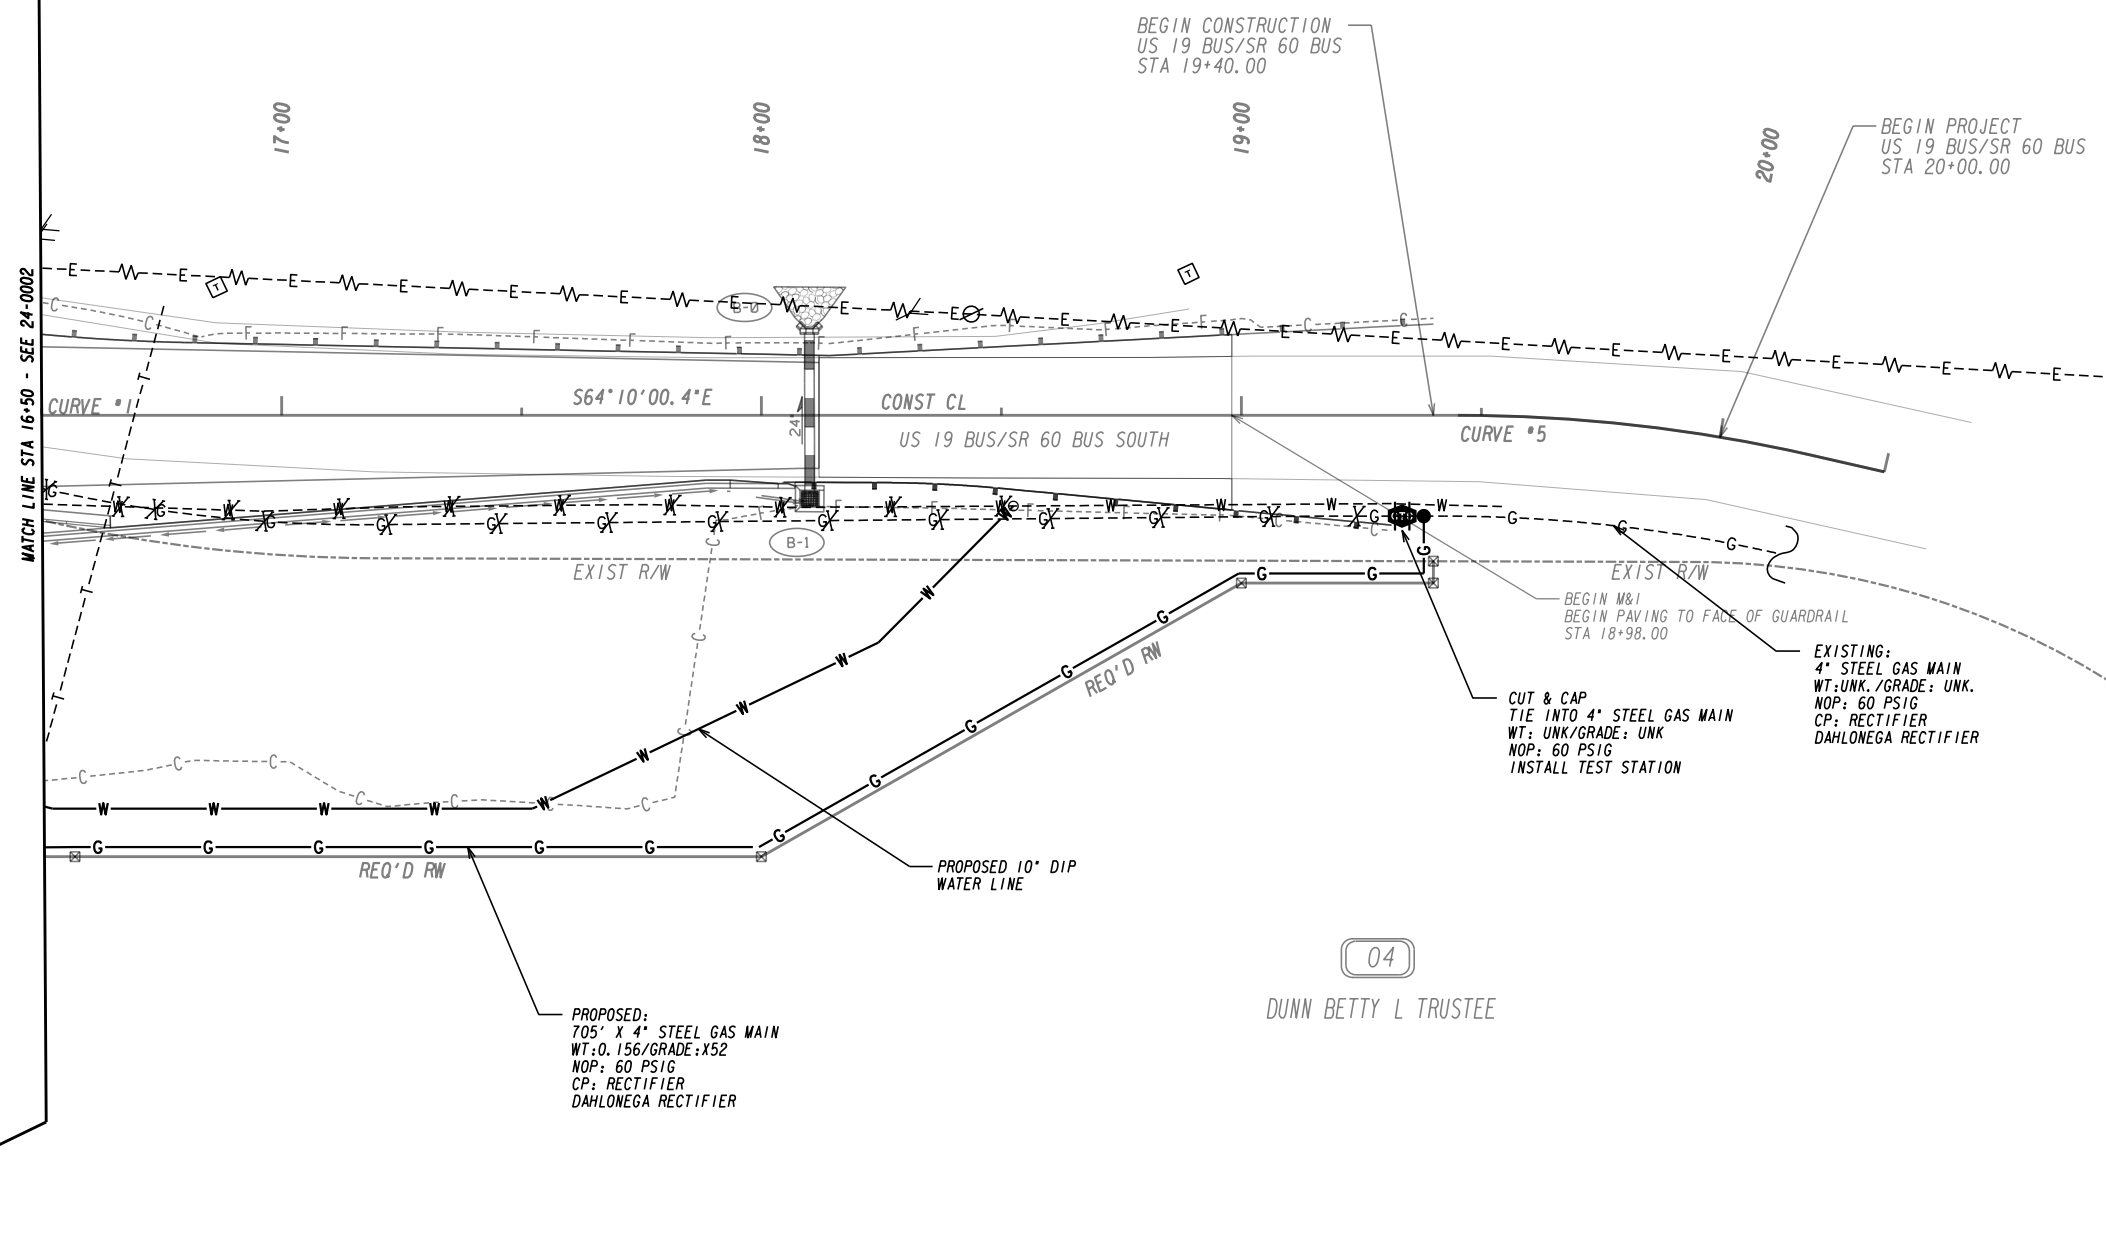 BEGIN CONSTRUCTION
US 19 BUS/SR 60 BUS
STA 19+40.00
17+00
18+00
19+00
20+00
BEGIN PROJECT
US 19 BUS/SR 60 BUS
STA 20+00.00
MATCH LINE STA 16+50 - SEE 24-0002
B-0
CURVE #1
S64°10'00.4"E
CONST CL
24"
US 19 BUS/SR 60 BUS SOUTH
CURVE #5
B-1
EXIST R/W
EXIST R/W
BEGIN M&I
BEGIN PAVING TO FACE OF GUARDRAIL
STA 18+98.00
REQ'D RW
EXISTING:
4" STEEL GAS MAIN
WT:UNK./GRADE: UNK.
NOP: 60 PSIG
CP: RECTIFIER
DAHLONEGA RECTIFIER
CUT & CAP
TIE INTO 4" STEEL GAS MAIN
WT: UNK/GRADE: UNK
NOP: 60 PSIG
INSTALL TEST STATION
REQ'D RW
PROPOSED 10" DIP
WATER LINE
04
DUNN BETTY L TRUSTEE
PROPOSED:
705' X 4" STEEL GAS MAIN
WT:0.156/GRADE:X52
NOP: 60 PSIG
CP: RECTIFIER
DAHLONEGA RECTIFIER